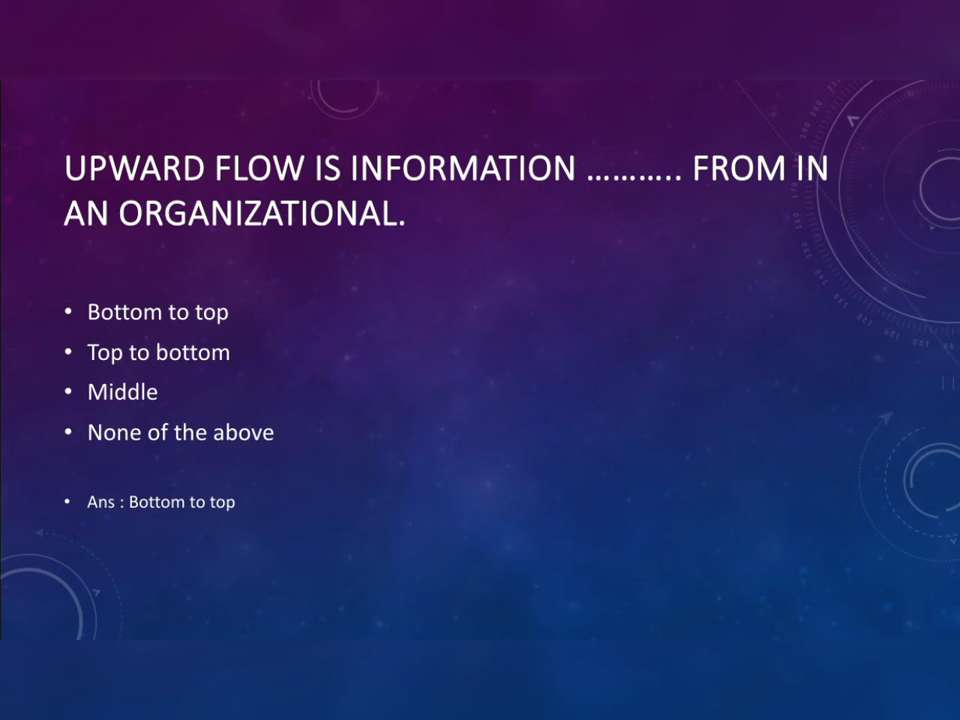 UPWARD FLOW IS INFORMATION ……….. FROM IN
AN ORGANIZATIONAL.
• Bottom to top
• Top to bottom
• Middle
• None of the above
• Ans : Bottom to top